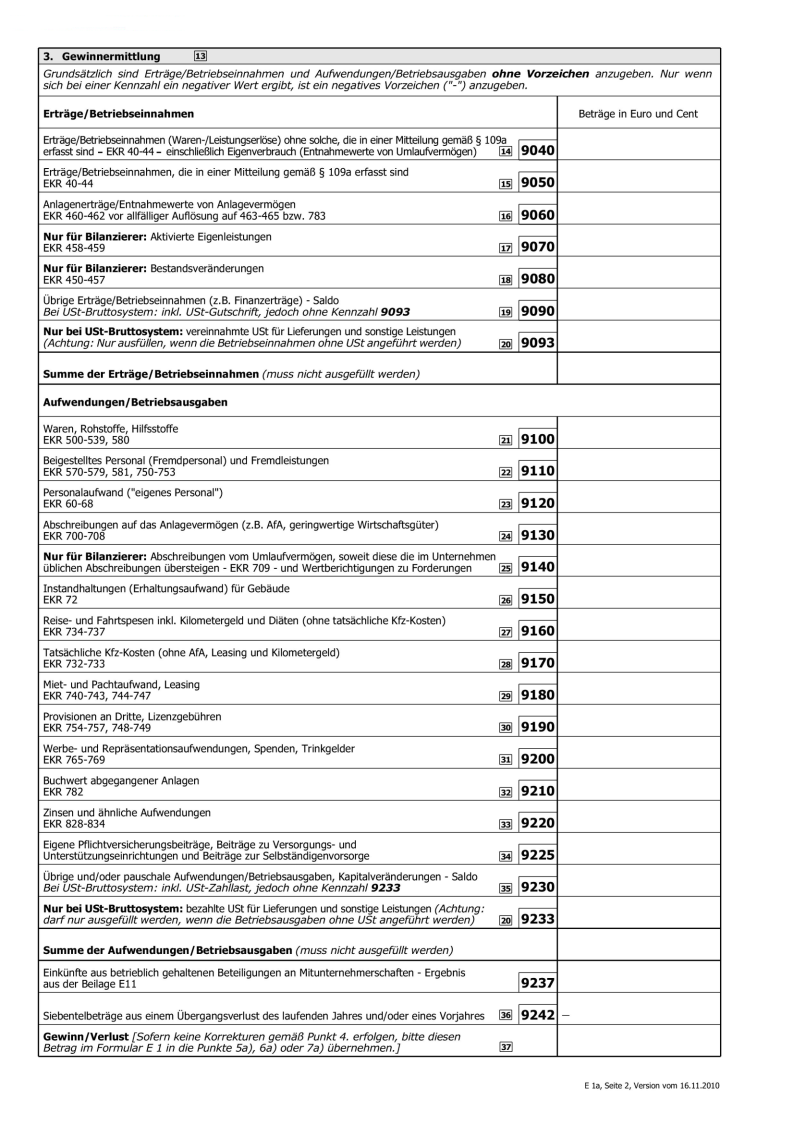 3. Gewinnermittlung 13
Grundsätzlich sind Erträge/Betriebseinnahmen und Aufwendungen/Betriebsausgaben ohne Vorzeichen anzugeben. Nur wenn
sich bei einer Kennzahl ein negativer Wert ergibt, ist ein negatives Vorzeichen ("-") anzugeben.
Erträge/Betriebseinnahmen Beträge in Euro und Cent
Erträge/Betriebseinnahmen (Waren-/Leistungserlöse) ohne solche, die in einer Mitteilung gemäß § 109a
erfasst sind – EKR 40-44 – einschließlich Eigenverbrauch (Entnahmewerte von Umlaufvermögen) 14 9040
Erträge/Betriebseinnahmen, die in einer Mitteilung gemäß § 109a erfasst sind
EKR 40-44 15 9050
Anlagenerträge/Entnahmewerte von Anlagevermögen
EKR 460-462 vor allfälliger Auflösung auf 463-465 bzw. 783 16 9060
Nur für Bilanzierer: Aktivierte Eigenleistungen
EKR 458-459 17 9070
Nur für Bilanzierer: Bestandsveränderungen
EKR 450-457 18 9080
Übrige Erträge/Betriebseinnahmen (z.B. Finanzerträge) - Saldo
Bei USt-Bruttosystem: inkl. USt-Gutschrift, jedoch ohne Kennzahl 9093 19 9090
Nur bei USt-Bruttosystem: vereinnahmte USt für Lieferungen und sonstige Leistungen
(Achtung: Nur ausfüllen, wenn die Betriebseinnahmen ohne USt angeführt werden) 20 9093
Summe der Erträge/Betriebseinnahmen (muss nicht ausgefüllt werden)
Aufwendungen/Betriebsausgaben
Waren, Rohstoffe, Hilfsstoffe
EKR 500-539, 580 21 9100
Beigestelltes Personal (Fremdpersonal) und Fremdleistungen
EKR 570-579, 581, 750-753 22 9110
Personalaufwand ("eigenes Personal")
EKR 60-68 23 9120
Abschreibungen auf das Anlagevermögen (z.B. AfA, geringwertige Wirtschaftsgüter)
EKR 700-708 24 9130
Nur für Bilanzierer: Abschreibungen vom Umlaufvermögen, soweit diese die im Unternehmen
üblichen Abschreibungen übersteigen - EKR 709 - und Wertberichtigungen zu Forderungen 25 9140
Instandhaltungen (Erhaltungsaufwand) für Gebäude
EKR 72 26 9150
Reise- und Fahrtspesen inkl. Kilometergeld und Diäten (ohne tatsächliche Kfz-Kosten)
EKR 734-737 27 9160
Tatsächliche Kfz-Kosten (ohne AfA, Leasing und Kilometergeld)
EKR 732-733 28 9170
Miet- und Pachtaufwand, Leasing
EKR 740-743, 744-747 29 9180
Provisionen an Dritte, Lizenzgebühren
EKR 754-757, 748-749 30 9190
Werbe- und Repräsentationsaufwendungen, Spenden, Trinkgelder
EKR 765-769 31 9200
Buchwert abgegangener Anlagen
EKR 782 32 9210
Zinsen und ähnliche Aufwendungen
EKR 828-834 33 9220
Eigene Pflichtversicherungsbeiträge, Beiträge zu Versorgungs- und
Unterstützungseinrichtungen und Beiträge zur Selbständigenvorsorge 34 9225
Übrige und/oder pauschale Aufwendungen/Betriebsausgaben, Kapitalveränderungen - Saldo
Bei USt-Bruttosystem: inkl. USt-Zahllast, jedoch ohne Kennzahl 9233 35 9230
Nur bei USt-Bruttosystem: bezahlte USt für Lieferungen und sonstige Leistungen (Achtung:
darf nur ausgefüllt werden, wenn die Betriebsausgaben ohne USt angeführt werden) 20 9233
Summe der Aufwendungen/Betriebsausgaben (muss nicht ausgefüllt werden)
Einkünfte aus betrieblich gehaltenen Beteiligungen an Mitunternehmerschaften - Ergebnis
aus der Beilage E11 9237
Siebentelbeträge aus einem Übergangsverlust des laufenden Jahres und/oder eines Vorjahres 36 9242 –
Gewinn/Verlust [Sofern keine Korrekturen gemäß Punkt 4. erfolgen, bitte diesen
Betrag im Formular E 1 in die Punkte 5a), 6a) oder 7a) übernehmen.] 37
E 1a, Seite 2, Version vom 16.11.2010